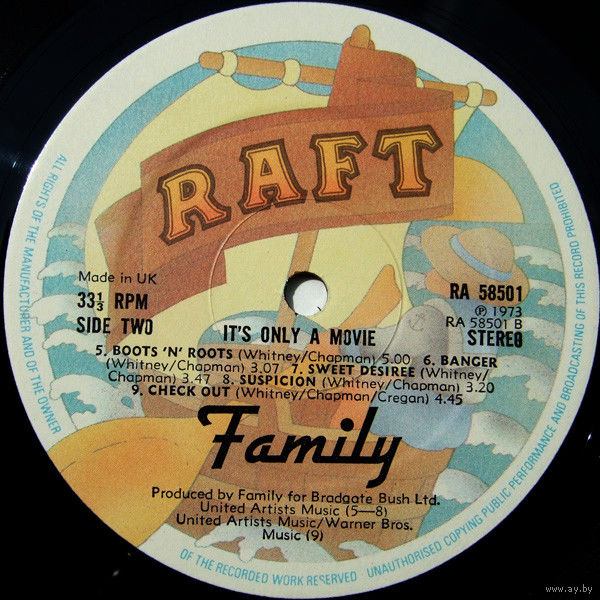 RAFT
Made in UK
33⅓ RPM
SIDE TWO
RA 58501
Ⓟ 1973
RA 58501 B
STEREO
IT'S ONLY A MOVIE
5. BOOTS 'N' ROOTS (Whitney/Chapman) 5.00 6. BANGER
(Whitney/Chapman) 3.07 7. SWEET DESIREE (Whitney/
Chapman) 3.47 8. SUSPICION (Whitney/Chapman) 3.20
9. CHECK OUT (Whitney/Chapman/Cregan) 4.45
Family
Produced by Family for Bradgate Bush Ltd.
United Artists Music (5—8)
United Artists Music/Warner Bros.
Music (9)
ALL RIGHTS OF THE MANUFACTURER AND OF THE OWNER
OF THE RECORDED WORK RESERVED
UNAUTHORISED COPYING PUBLIC PERFORMANCE AND BROADCASTING OF THIS RECORD PROHIBITED
www.ay.by